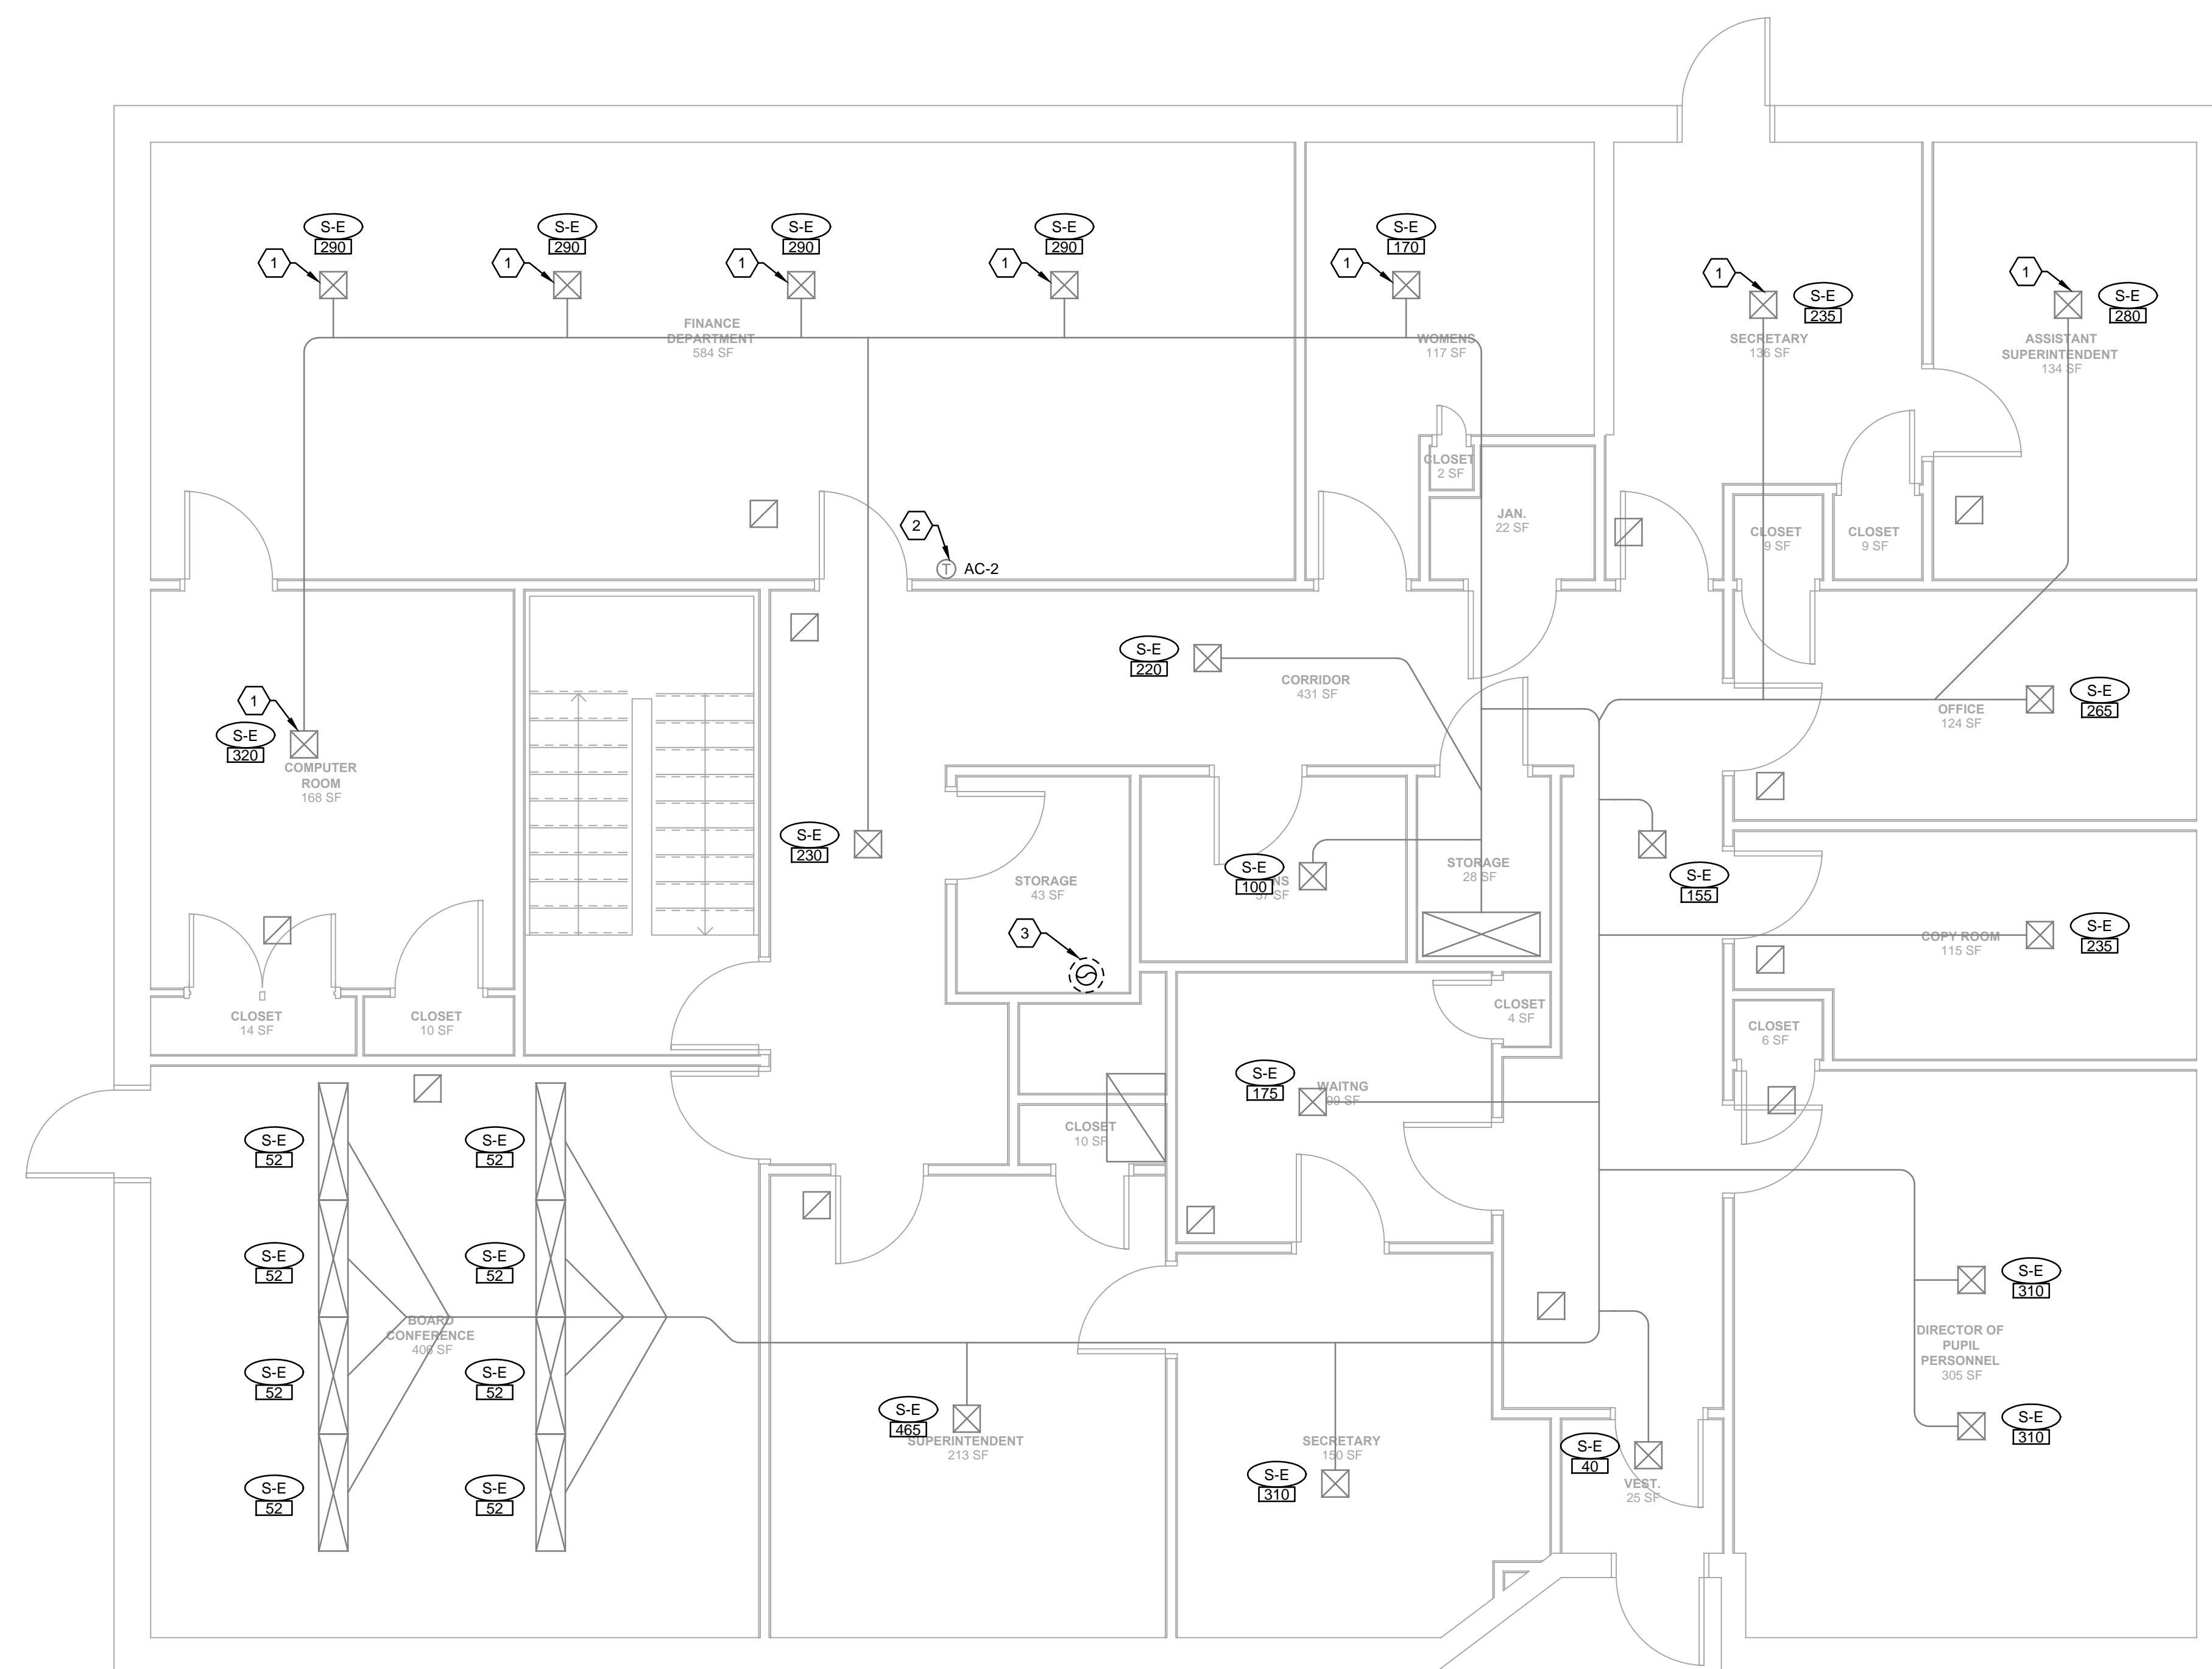 S-E
290
1
S-E
290
1
S-E
290
1
S-E
290
1
S-E
170
1
1
S-E
235
1
S-E
280
FINANCE
DEPARTMENT
584 SF
WOMENS
117 SF
SECRETARY
136 SF
ASSISTANT
SUPERINTENDENT
134 SF
CLOSET
2 SF
JAN.
22 SF
CLOSET
9 SF
CLOSET
9 SF
2
T
AC-2
S-E
220
CORRIDOR
431 SF
1
S-E
320
COMPUTER
ROOM
168 SF
OFFICE
124 SF
S-E
265
S-E
230
STORAGE
43 SF
S-E
100
SF
STORAGE
28 SF
S-E
155
3
COPY ROOM
115 SF
S-E
235
CLOSET
14 SF
CLOSET
10 SF
CLOSET
4 SF
CLOSET
6 SF
S-E
175
WAITNG
99 SF
CLOSET
10 SF
S-E
52
S-E
52
S-E
52
S-E
52
BOARD
CONFERENCE
406 SF
S-E
52
S-E
52
S-E
52
S-E
52
S-E
310
DIRECTOR OF
PUPIL
PERSONNEL
305 SF
S-E
310
S-E
465
SUPERINTENDENT
213 SF
SECRETARY
150 SF
S-E
310
S-E
40
VEST.
25 SF